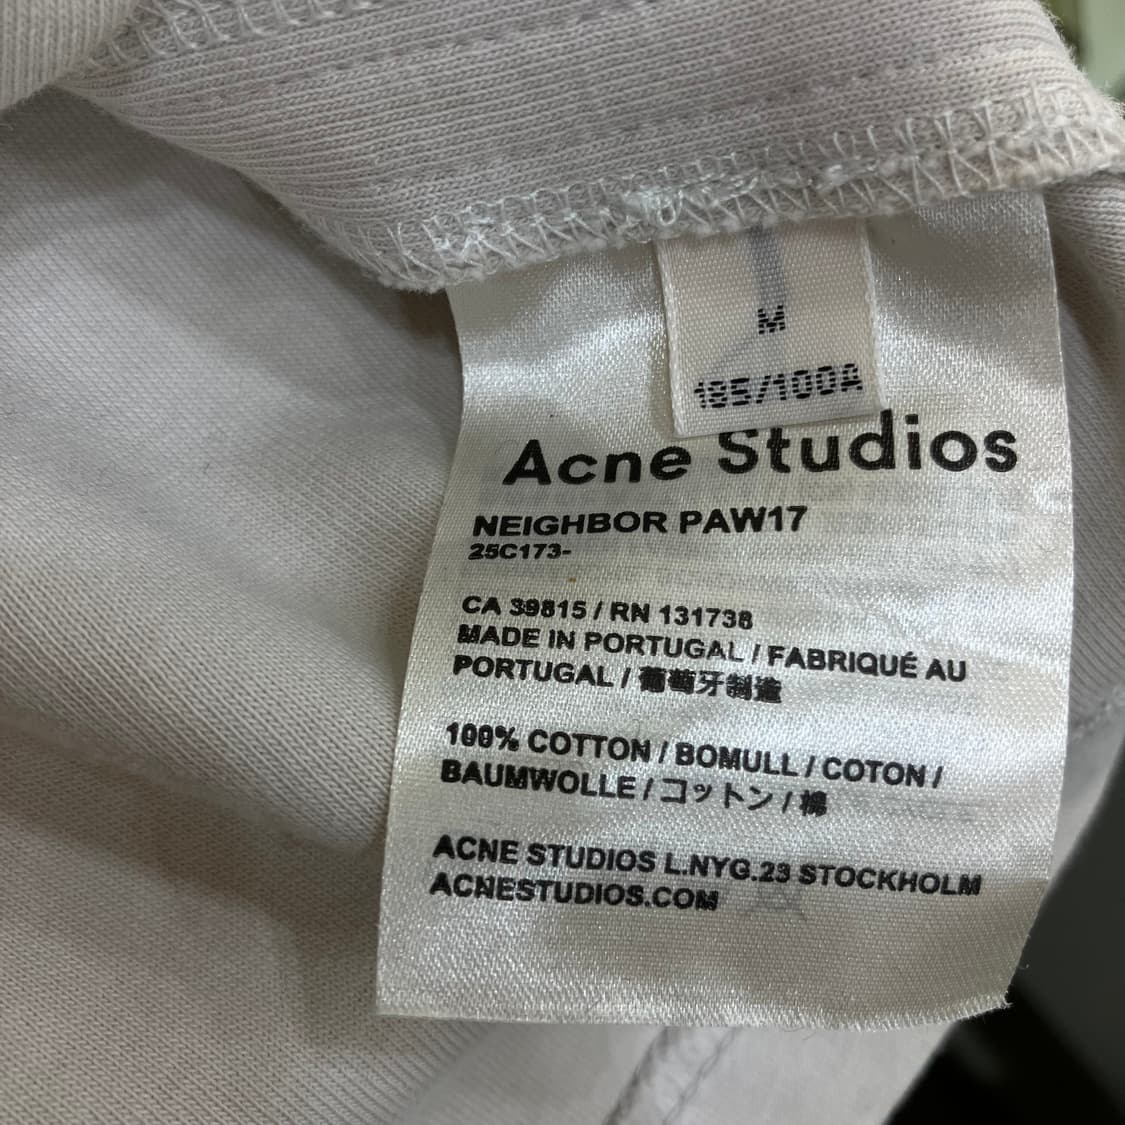 M
185/100A
Acne Studios
NEIGHBOR PAW17
25C173-
CA 39815 / RN 131738
MADE IN PORTUGAL / FABRIQUÉ AU
PORTUGAL / 葡萄牙制造
100% COTTON / BOMULL / COTON /
BAUMWOLLE / コットン / 棉
ACNE STUDIOS L.NYG.23 STOCKHOLM
ACNESTUDIOS.COM